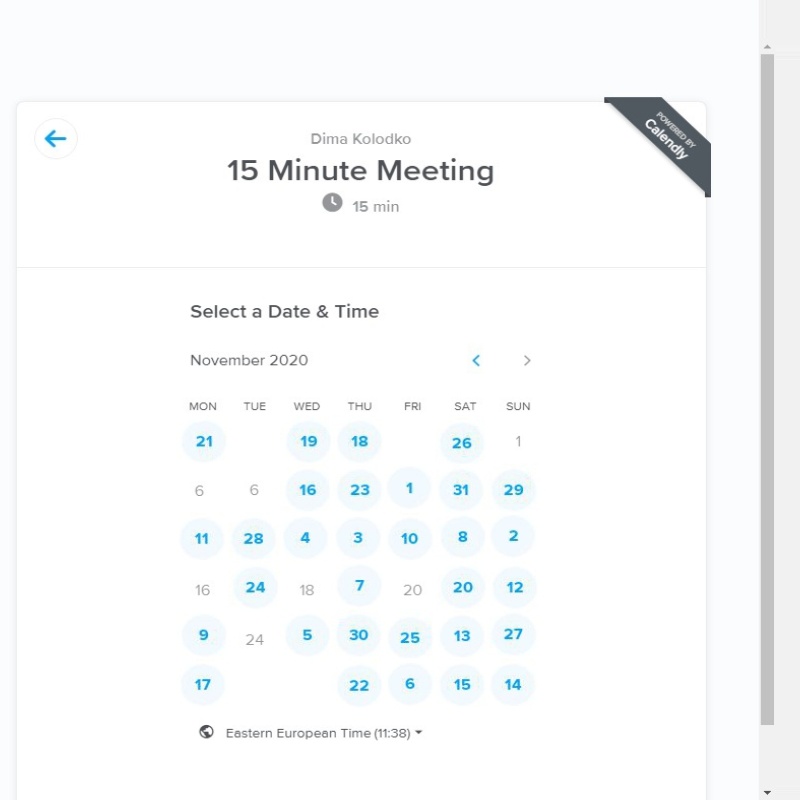 POWERED BY
Calendly
Dima Kolodko
15 Minute Meeting
15 min
Select a Date & Time
November 2020
MON TUE WED THU FRI SAT SUN
21 19 18 26 1
6 6 16 23 1 31 29
11 28 4 3 10 8 2
16 24 18 7 20 20 12
9 24 5 30 25 13 27
17 22 6 15 14
Eastern European Time (11:38)